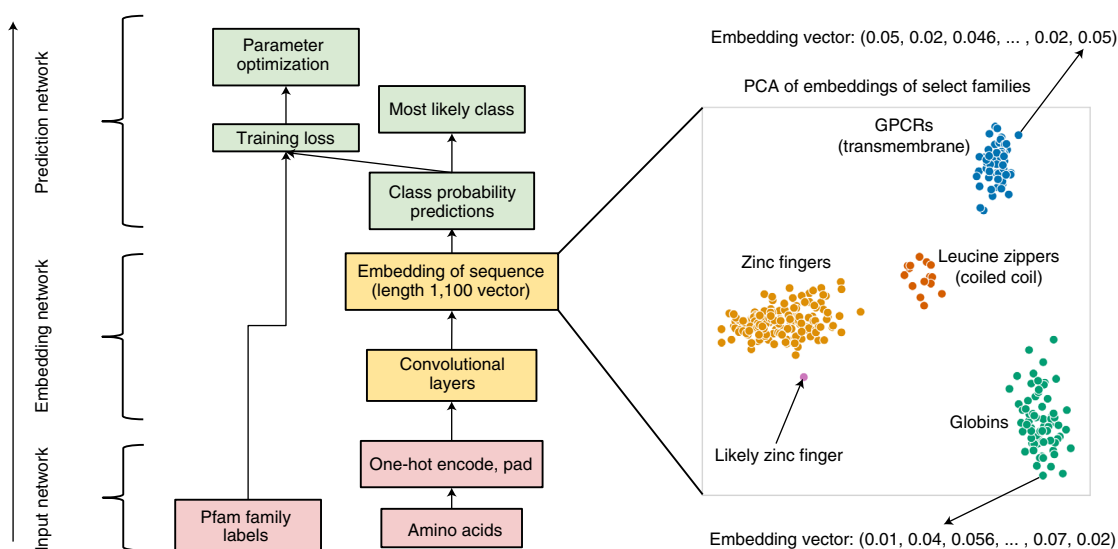 Prediction network
Embedding network
Input network
Parameter
optimization
Training loss
Most likely class
Class probability
predictions
Embedding of sequence
(length 1,100 vector)
Convolutional
layers
One-hot encode, pad
Pfam family
labels
Amino acids
Embedding vector: (0.05, 0.02, 0.046, ... , 0.02, 0.05)
PCA of embeddings of select families
GPCRs
(transmembrane)
Zinc fingers
Leucine zippers
(coiled coil)
Globins
Likely zinc finger
Embedding vector: (0.01, 0.04, 0.056, ... , 0.07, 0.02)